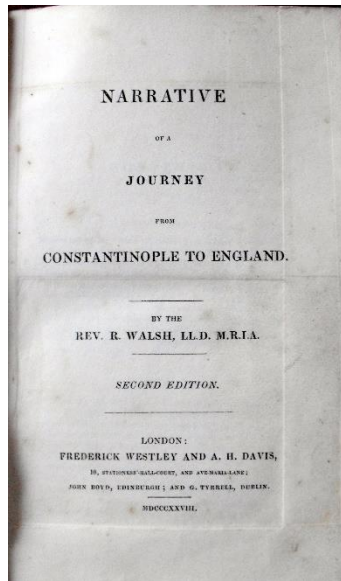 NARRATIVE
OF A
JOURNEY
FROM
CONSTANTINOPLE TO ENGLAND.
BY THE
REV. R. WALSH, LL.D. M.R.I.A.
SECOND EDITION.
LONDON:
FREDERICK WESTLEY AND A. H. DAVIS,
18, STATIONERS'-HALL-COURT, AND AVE-MARIA-LANE;
JOHN BOYD, EDINBURGH; AND G. TYRRELL, DUBLIN.
MDCCCXXVIII.